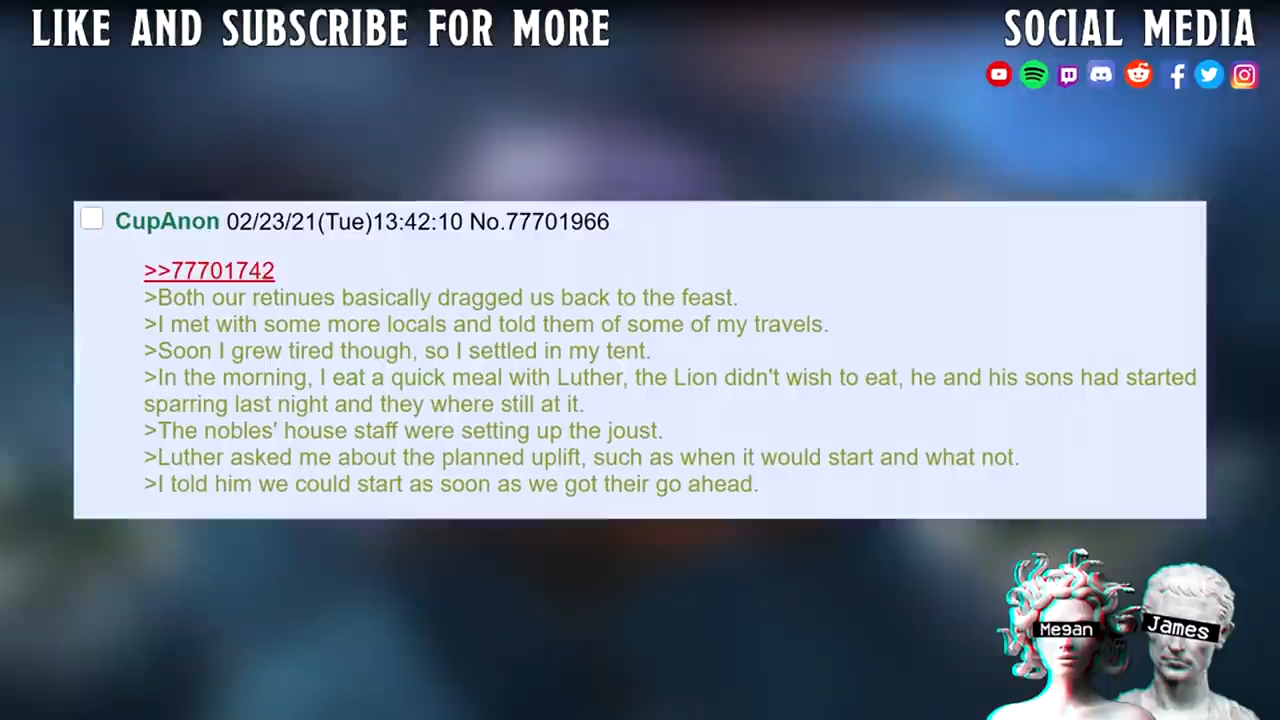 LIKE AND SUBSCRIBE FOR MORE
SOCIAL MEDIA
CupAnon 02/23/21(Tue)13:42:10 No.77701966
>>77701742
>Both our retinues basically dragged us back to the feast.
>I met with some more locals and told them of some of my travels.
>Soon I grew tired though, so I settled in my tent.
>In the morning, I eat a quick meal with Luther, the Lion didn't wish to eat, he and his sons had started
sparring last night and they where still at it.
>The nobles' house staff were setting up the joust.
>Luther asked me about the planned uplift, such as when it would start and what not.
>I told him we could start as soon as we got their go ahead.
Megan
James